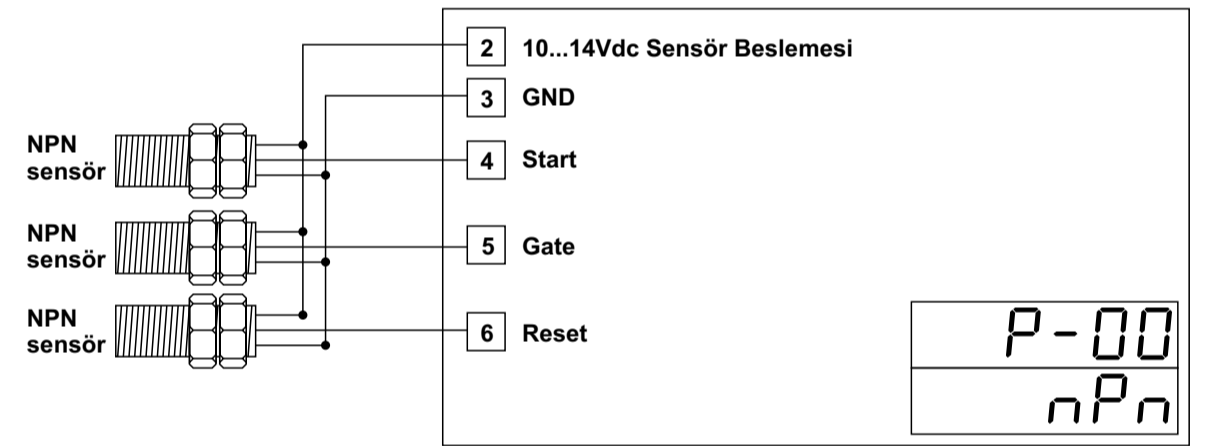 2 10...14Vdc Sensör Beslemesi
3 GND
NPN
sensör
4 Start
NPN
sensör
5 Gate
NPN
sensör
6 Reset
P-00
nPn